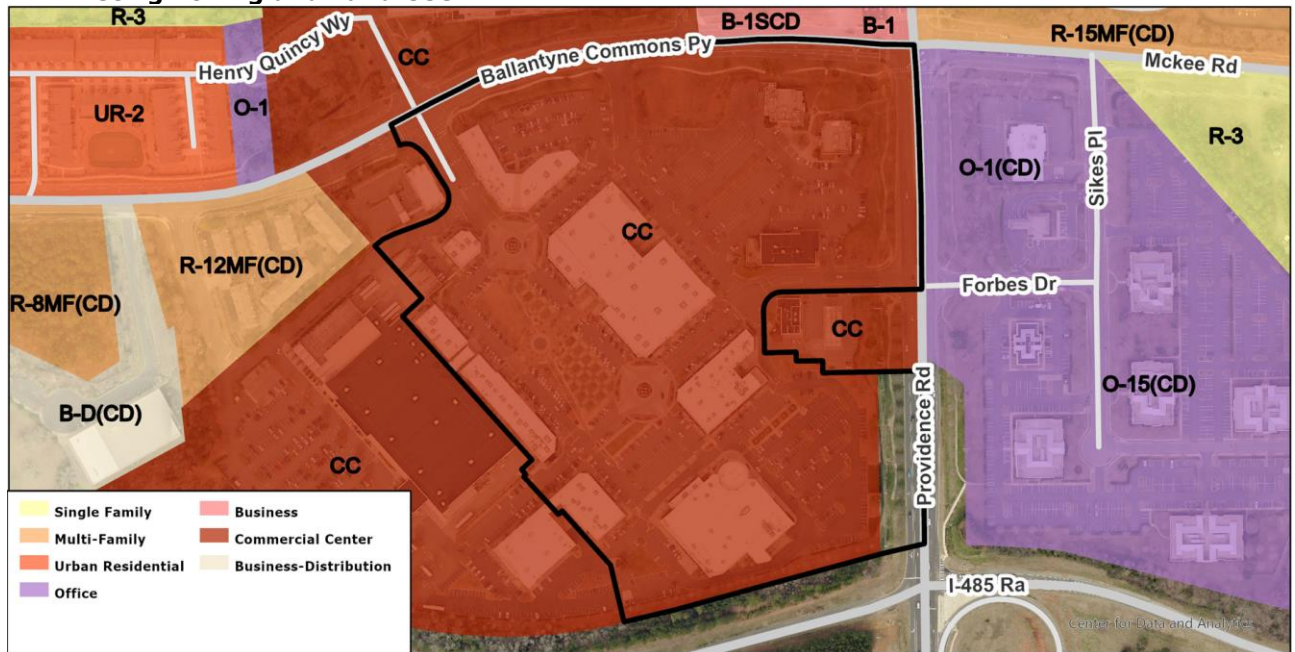 R-3
B-1SCD
B-1
R-15MF(CD)
Henry Quincy Wy
CC
Ballantyne Commons Py
Mckee Rd
UR-2
O-1
R-3
O-1(CD)
Sikes Pl
CC
R-12MF(CD)
Forbes Dr
R-8MF(CD)
CC
O-15(CD)
B-D(CD)
Providence Rd
CC
Single Family
Business
Multi-Family
Commercial Center
Urban Residential
Business-Distribution
Office
I-485 Ra
Center for Data and Analytics